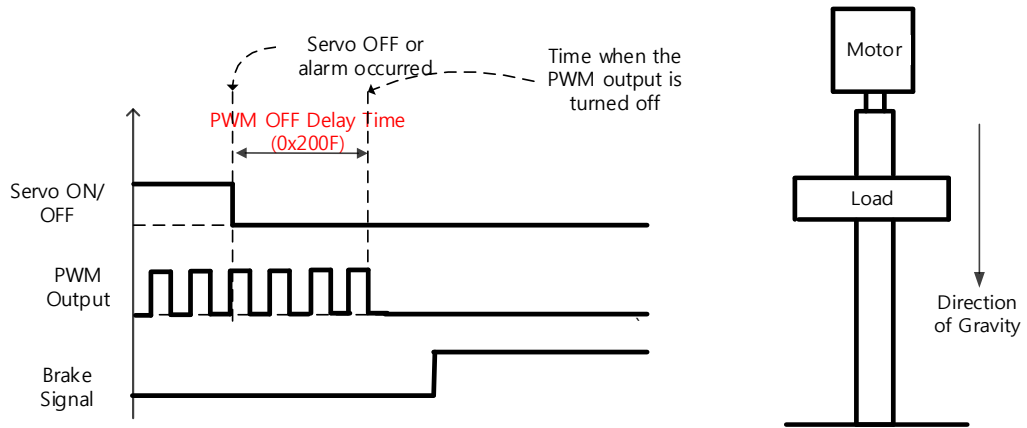 Servo OFF or
alarm occurred
Time when the
PWM output is
turned off
PWM OFF Delay Time
(0x200F)
Servo ON/
OFF
PWM
Output
Brake
Signal
Motor
Load
Direction
of Gravity